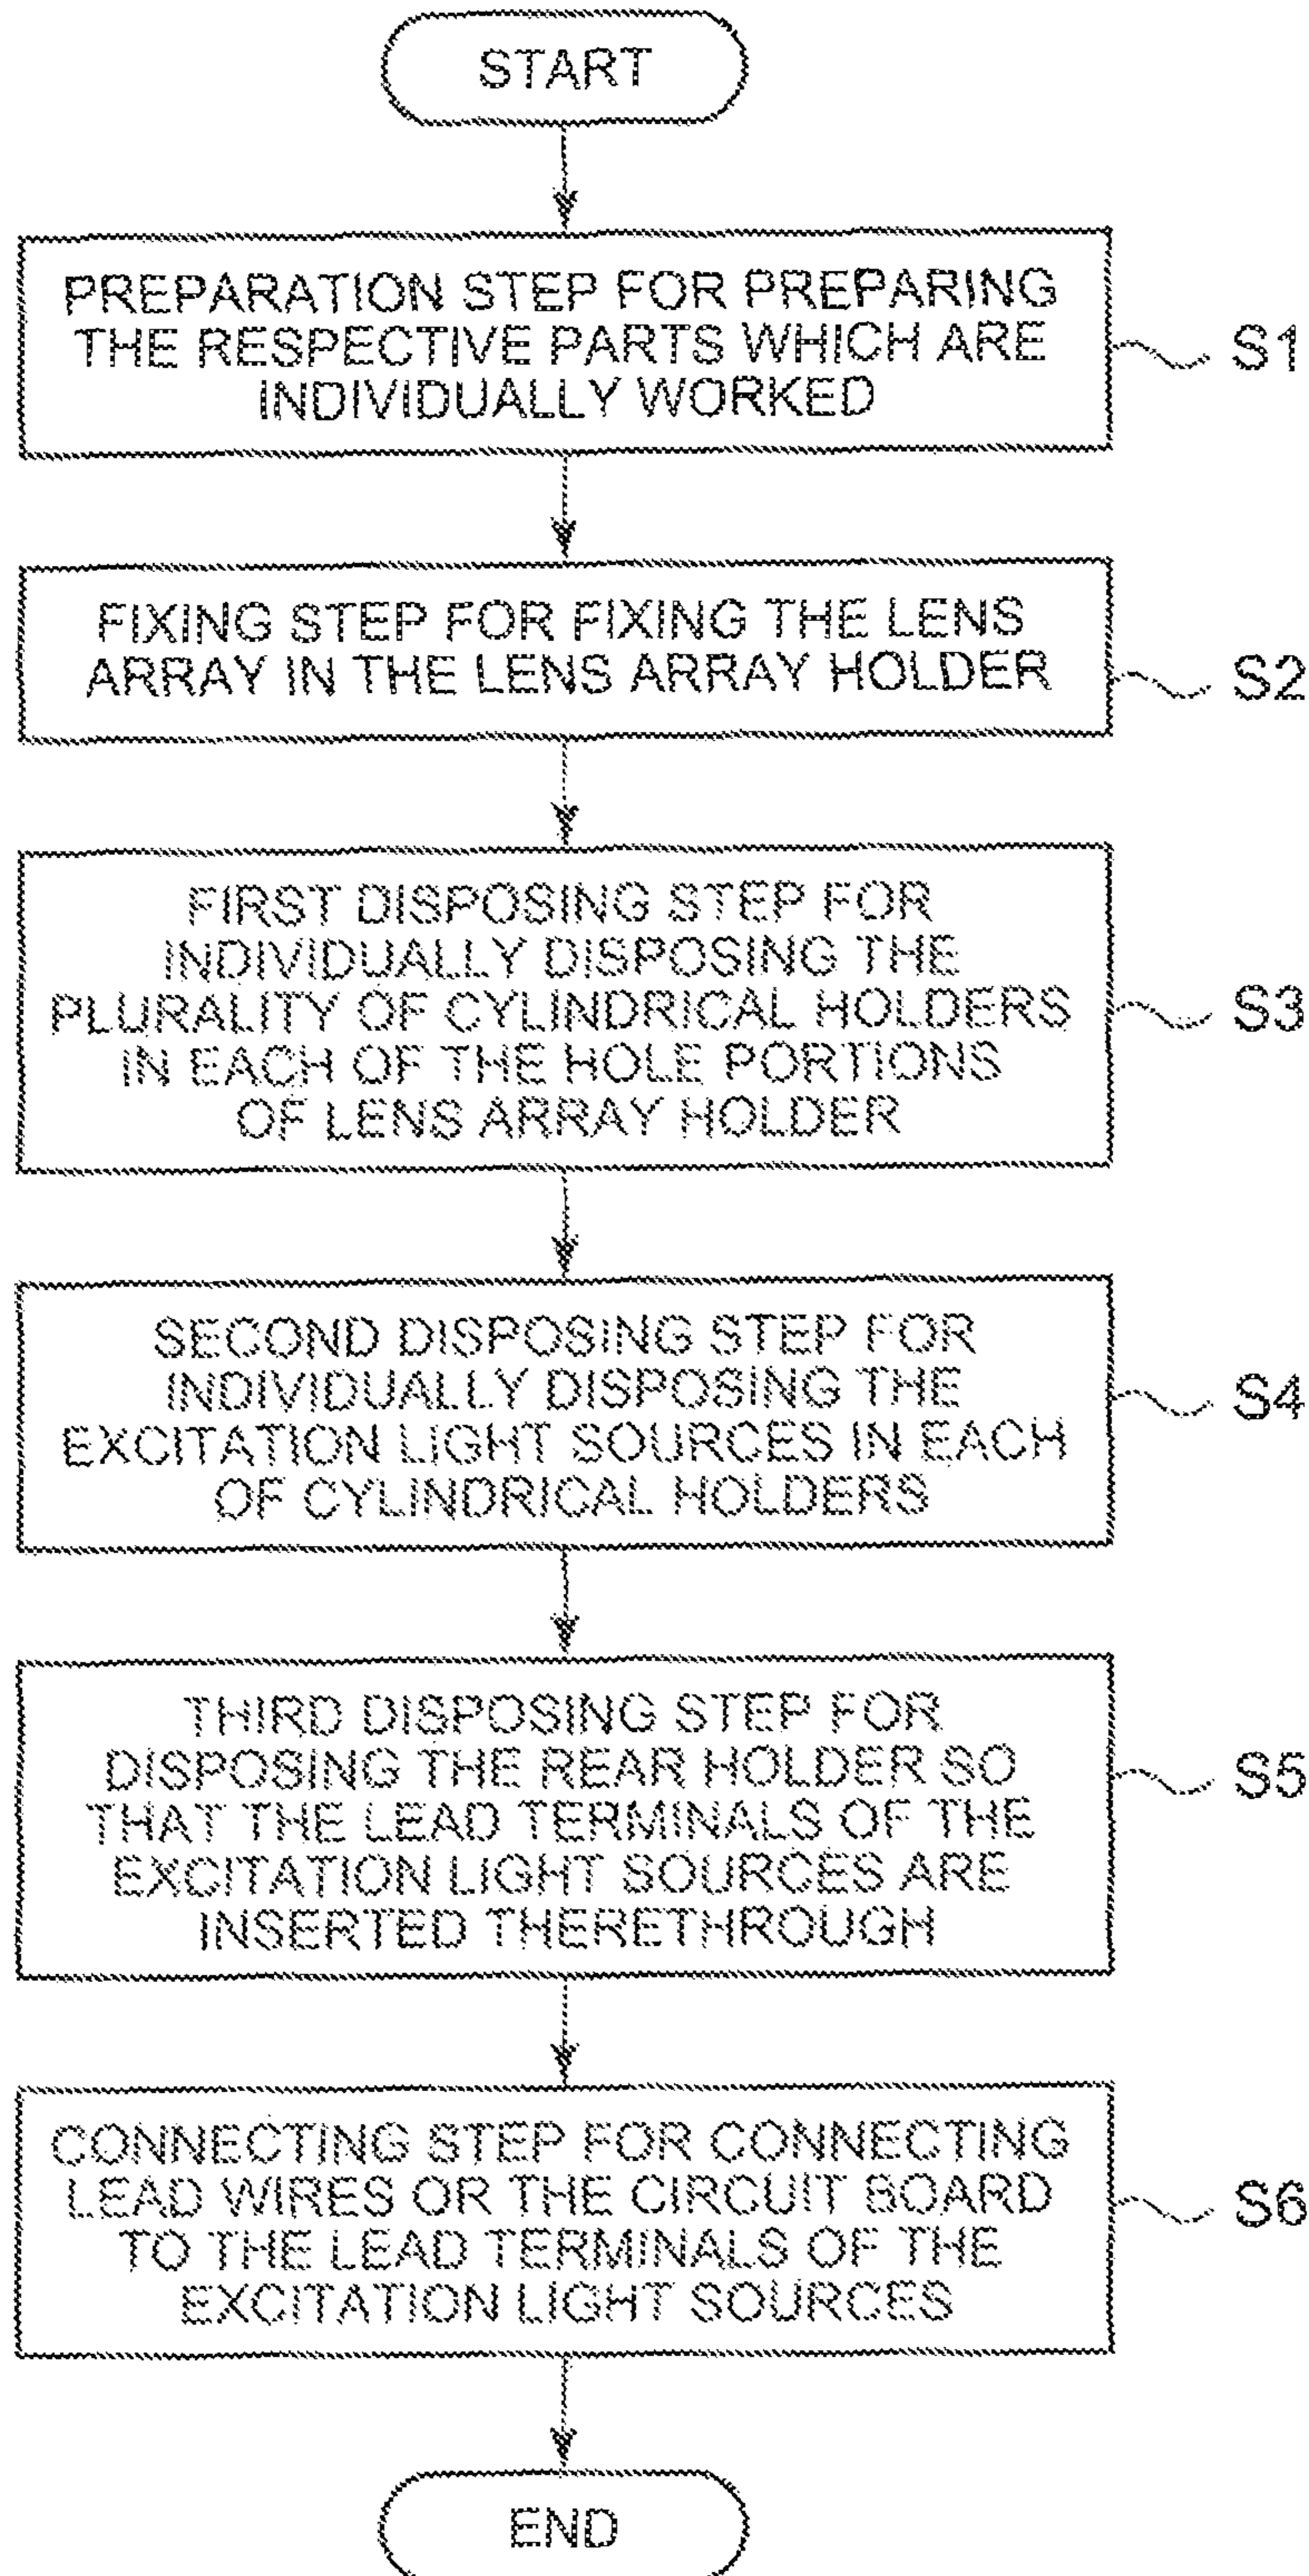 START
PREPARATION STEP FOR PREPARING
THE RESPECTIVE PARTS WHICH ARE
INDIVIDUALLY WORKED
S1
FIXING STEP FOR FIXING THE LENS
ARRAY IN THE LENS ARRAY HOLDER
S2
FIRST DISPOSING STEP FOR
INDIVIDUALLY DISPOSING THE
PLURALITY OF CYLINDRICAL HOLDERS
IN EACH OF THE HOLE PORTIONS
OF LENS ARRAY HOLDER
S3
SECOND DISPOSING STEP FOR
INDIVIDUALLY DISPOSING THE
EXCITATION LIGHT SOURCES IN EACH
OF CYLINDRICAL HOLDERS
S4
THIRD DISPOSING STEP FOR
DISPOSING THE REAR HOLDER SO
THAT THE LEAD TERMINALS OF THE
EXCITATION LIGHT SOURCES ARE
INSERTED THERETHROUGH
S5
CONNECTING STEP FOR CONNECTING
LEAD WIRES OR THE CIRCUIT BOARD
TO THE LEAD TERMINALS OF THE
EXCITATION LIGHT SOURCES
S6
END